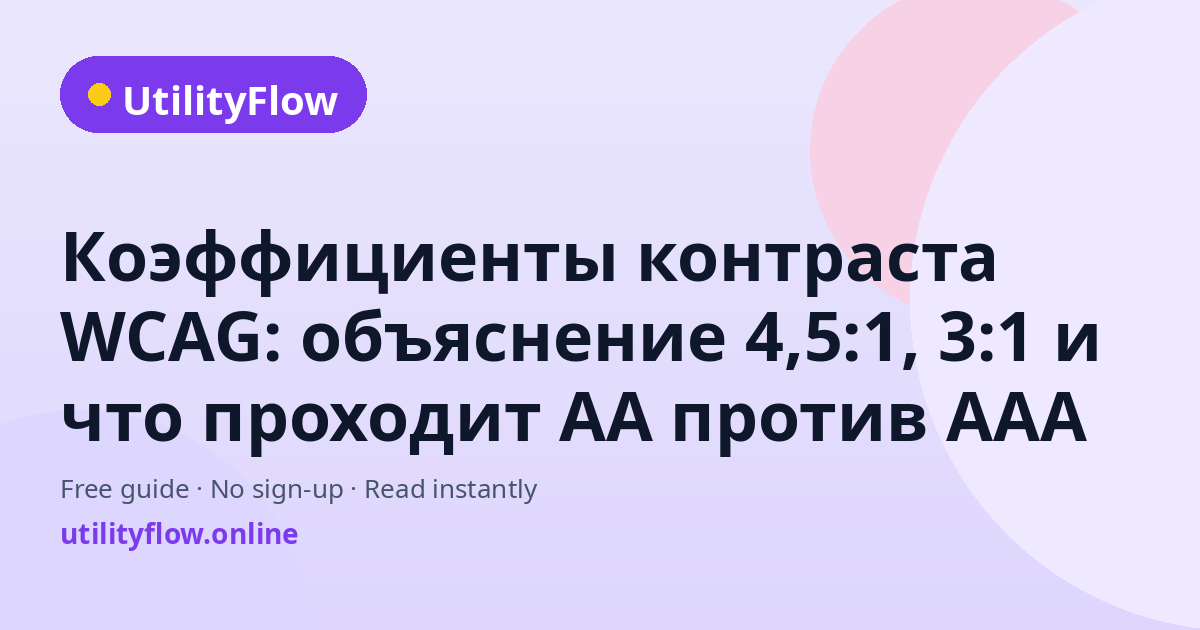 UtilityFlow
Коэффициенты контраста
WCAG: объяснение 4,5:1, 3:1 и
что проходит AA против AAA
Free guide · No sign-up · Read instantly
utilityflow.online